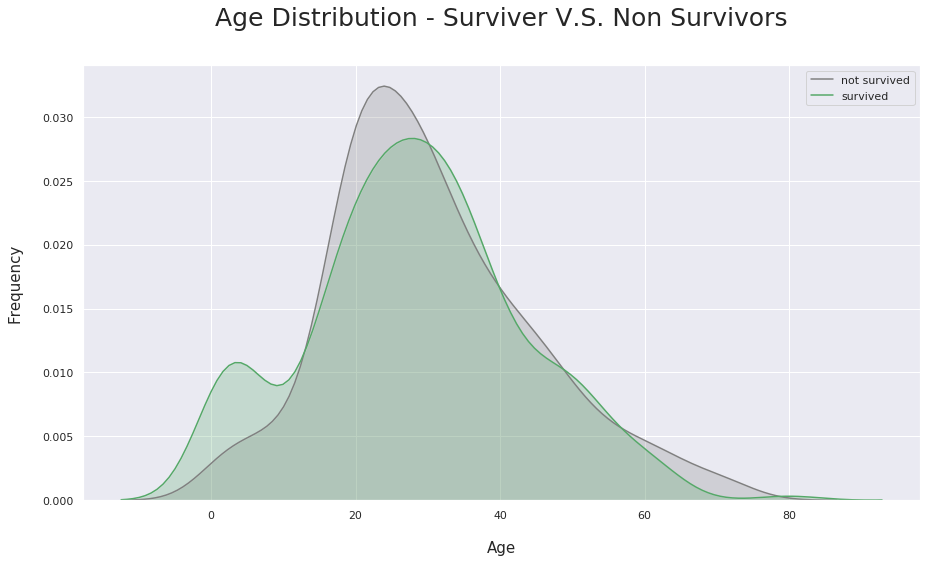 Age Distribution - Surviver V.S. Non Survivors
not survived
survived
0.030
0.025
0.020
0.015
0.010
0.005
0.000
Frequency
0 20 40 60 80
Age